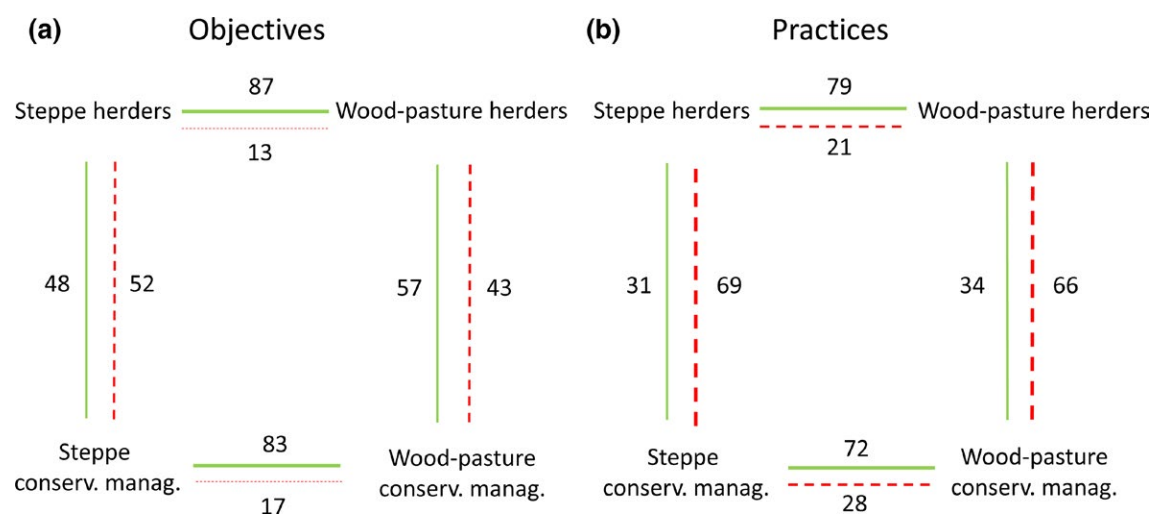 (a) Objectives
87
Steppe herders Wood-pasture herders
13
48 52 57 43
83
Steppe
conserv. manag.
Wood-pasture
conserv. manag.
17
(b) Practices
79
Steppe herders Wood-pasture herders
21
31 69 34 66
72
Steppe
conserv. manag.
Wood-pasture
conserv. manag.
28